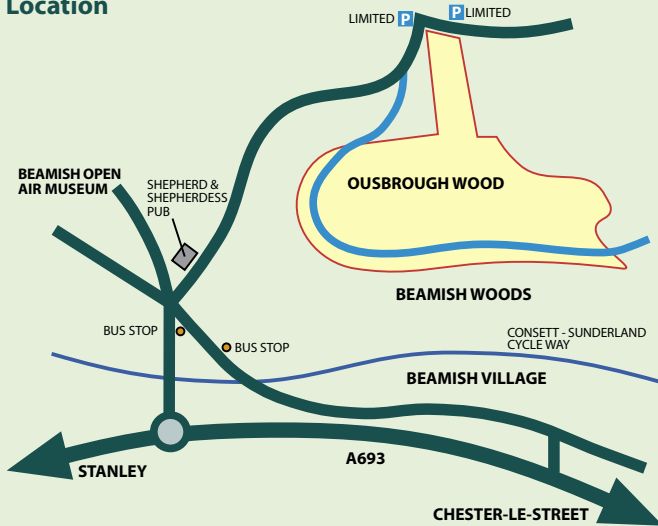 Location
LIMITED P
P LIMITED
BEAMISH OPEN
AIR MUSEUM
SHEPHERD &
SHEPHERDESS
PUB
OUSBROUGH WOOD
BEAMISH WOODS
BUS STOP
BUS STOP
CONSETT - SUNDERLAND
CYCLE WAY
BEAMISH VILLAGE
A693
STANLEY
CHESTER-LE-STREET